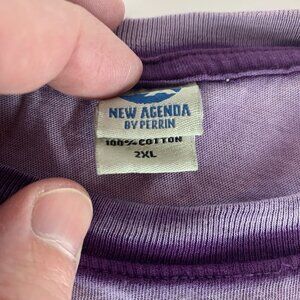 NEW AGENDA
BY PERRIN
100% COTTON
2XL